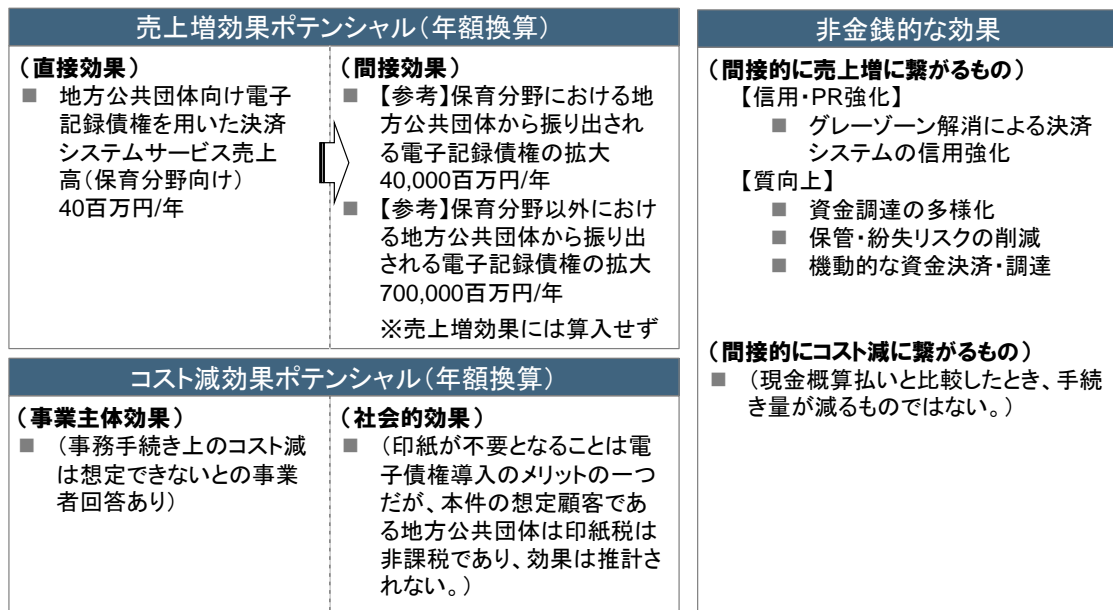 売上増効果ポテンシャル（年額換算）
（直接効果）
■ 地方公共団体向け電子
記録債権を用いた決済
システムサービス売上
高（保育分野向け）
40百万円/年
（間接効果）
■ 【参考】保育分野における地
方公共団体から振り出され
る電子記録債権の拡大
40,000百万円/年
■ 【参考】保育分野以外におけ
る地方公共団体から振り出
される電子記録債権の拡大
700,000百万円/年
※売上増効果には算入せず
コスト減効果ポテンシャル（年額換算）
（事業主体効果）
■ （事務手続き上のコスト減
は想定できないとの事業
者回答あり）
（社会的効果）
■ （印紙が不要となることは電
子債権導入のメリットの一つ
だが、本件の想定顧客であ
る地方公共団体は印紙税は
非課税であり、効果は推計さ
れない。）
非金銭的な効果
（間接的に売上増に繋がるもの）
【信用・PR強化】
■ グレーゾーン解消による決済
システムの信用強化
【質向上】
■ 資金調達の多様化
■ 保管・紛失リスクの削減
■ 機動的な資金決済・調達
（間接的にコスト減に繋がるもの）
■ （現金概算払いと比較したとき、手続
き量が減るものではない。）